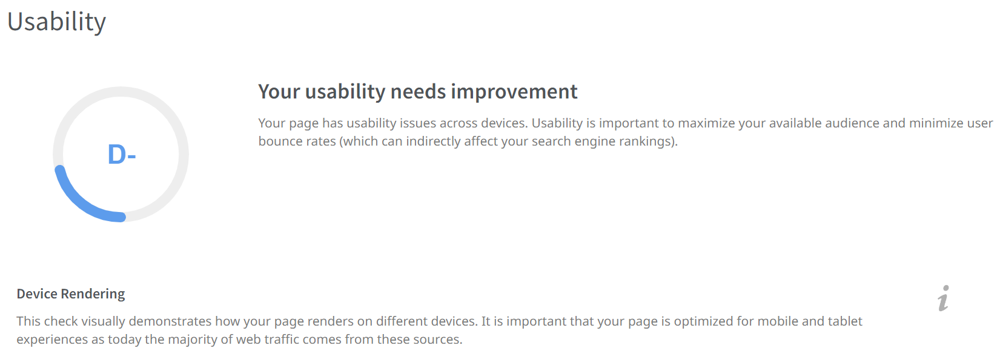 Usability
D-
Your usability needs improvement
Your page has usability issues across devices. Usability is important to maximize your available audience and minimize user
bounce rates (which can indirectly affect your search engine rankings).
Device Rendering
i
This check visually demonstrates how your page renders on different devices. It is important that your page is optimized for mobile and tablet
experiences as today the majority of web traffic comes from these sources.